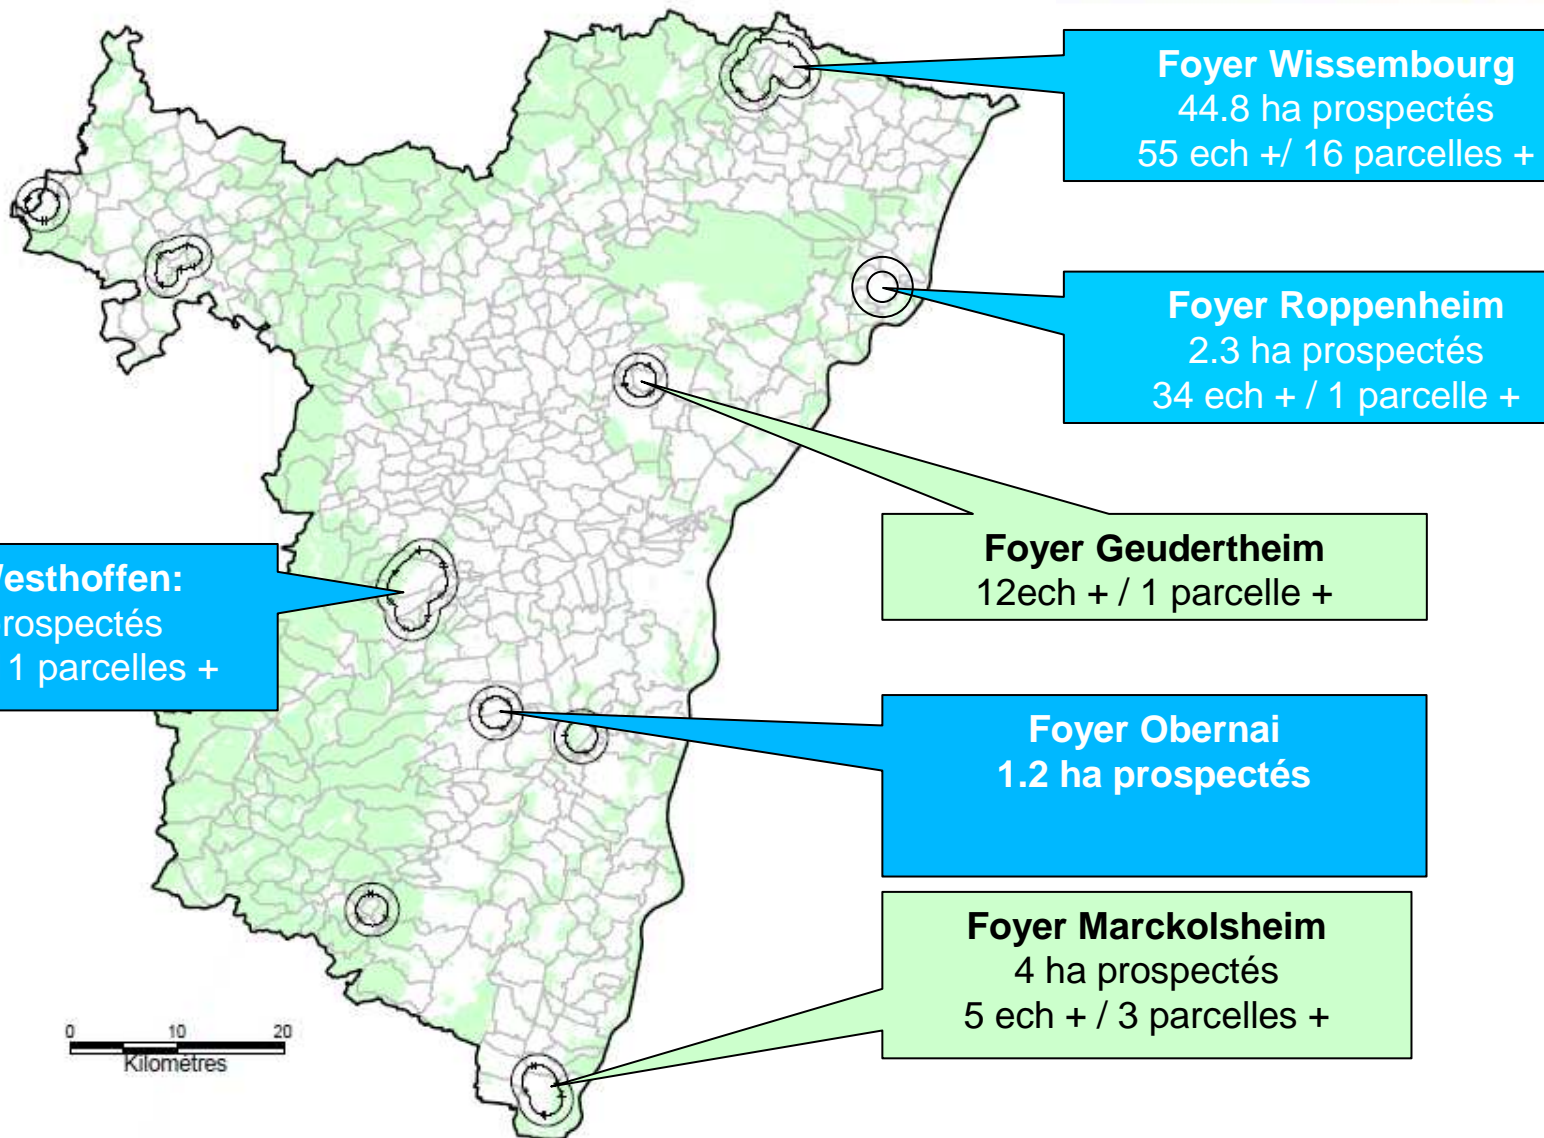 Foyer Wissembourg
44.8 ha prospectés
55 ech +/ 16 parcelles +
Foyer Roppenheim
2.3 ha prospectés
34 ech + / 1 parcelle +
Foyer Geudertheim
12ech + / 1 parcelle +
Westhoffen:
prospectés
1 parcelles +
Foyer Obernai
1.2 ha prospectés
Foyer Marckolsheim
4 ha prospectés
5 ech + / 3 parcelles +
0 10 20
Kilomètres